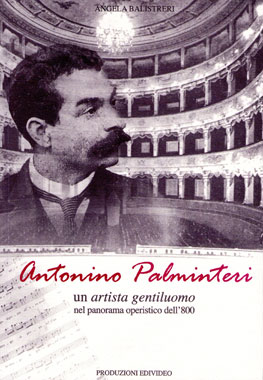 ANGELA BALISTRERI
Antonino Palminteri
un artista gentiluomo
nel panorama operistico dell'800
PRODUZIONI EDIVIDEO